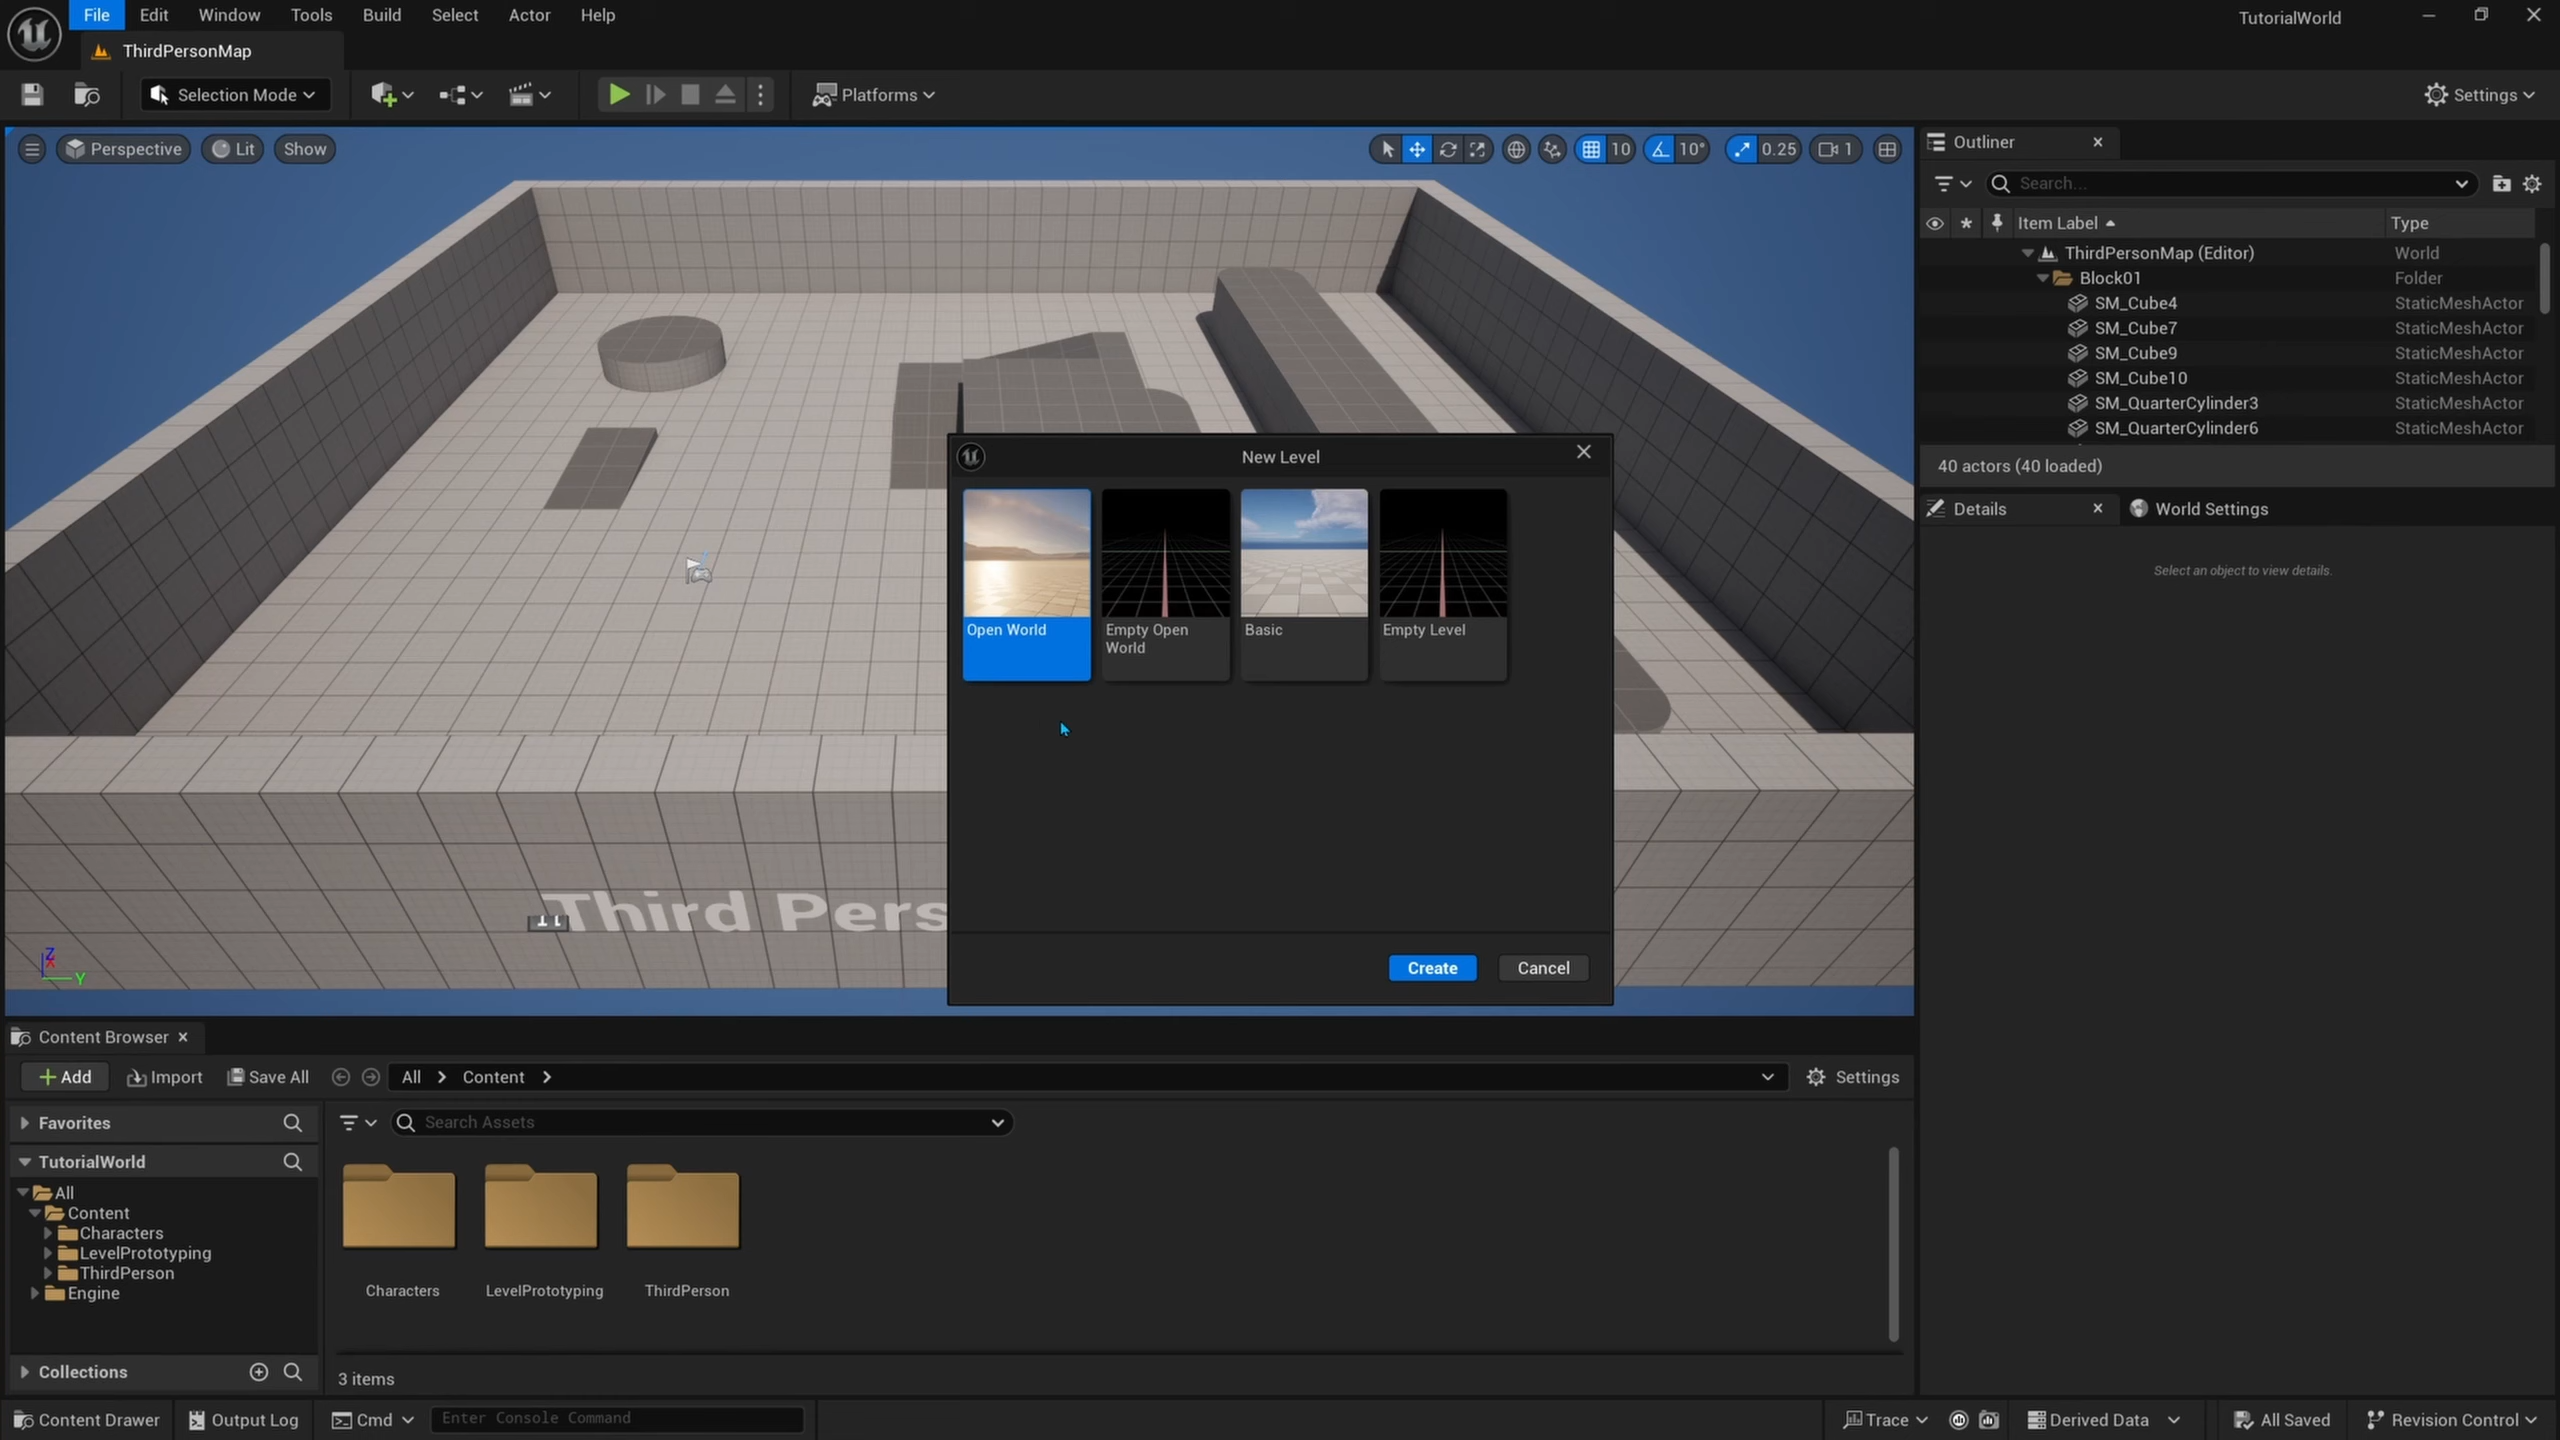 File Edit Window Tools Build Select Actor Help
TutorialWorld
ThirdPersonMap
Selection Mode
Platforms
Settings
Perspective Lit Show
10 10° 0.25 1
Outliner
Search...
Item Label Type
ThirdPersonMap (Editor) World
Block01 Folder
SM_Cube4 StaticMeshActor
SM_Cube7 StaticMeshActor
SM_Cube9 StaticMeshActor
SM_Cube10 StaticMeshActor
SM_QuarterCylinder3 StaticMeshActor
SM_QuarterCylinder6 StaticMeshActor
40 actors (40 loaded)
Details World Settings
Select an object to view details.
New Level
Open World
Empty Open
World
Basic
Empty Level
Create Cancel
Third Pers
Z
X
Y
Content Browser
Add Import Save All All Content Settings
Favorites
Search Assets
TutorialWorld
All
Content
Characters
LevelPrototyping
ThirdPerson
Engine
Characters LevelPrototyping ThirdPerson
Collections
3 items
Content Drawer Output Log Cmd Enter Console Command
Trace Derived Data All Saved Revision Control